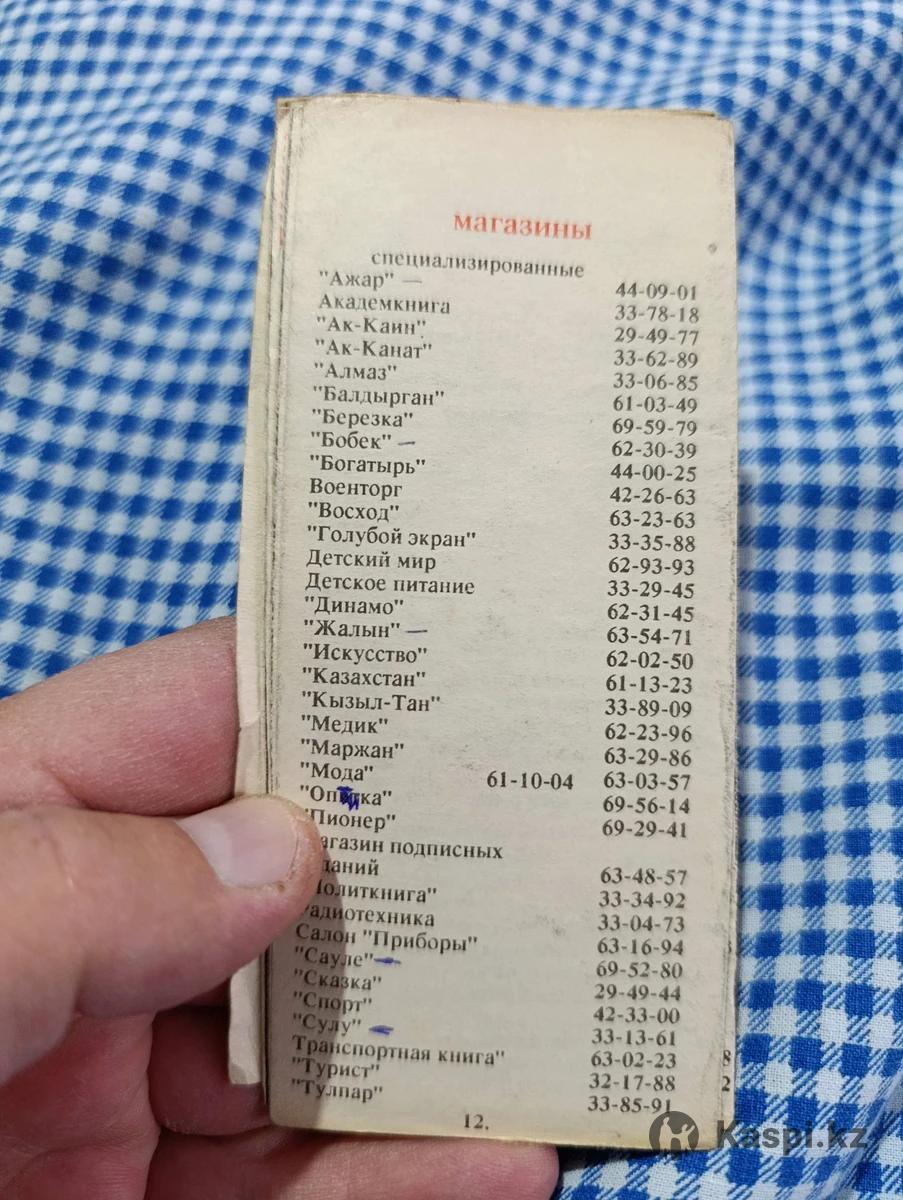 магазины
специализированные
"Ажар" — 44-09-01
Академкнига 33-78-18
"Ак-Каин" 29-49-77
"Ак-Канат" 33-62-89
"Алмаз" 33-06-85
"Балдырган" 61-03-49
"Березка" 69-59-79
"Бобек" — 62-30-39
"Богатырь" 44-00-25
Военторг 42-26-63
"Восход" 63-23-63
"Голубой экран" 33-35-88
Детский мир 62-93-93
Детское питание 33-29-45
"Динамо" 62-31-45
"Жалын" — 63-54-71
"Искусство" 62-02-50
"Казахстан" 61-13-23
"Кызыл-Тан" 33-89-09
"Медик" 62-23-96
"Маржан" 63-29-86
"Мода" 61-10-04 63-03-57
"Оптика" 69-56-14
"Пионер" 69-29-41
агазин подписных
даний 63-48-57
олиткнига" 33-34-92
адиотехника 33-04-73
Салон "Приборы" 63-16-94
"Сауле" — 69-52-80
"Сказка" 29-49-44
"Спорт" 42-33-00
"Сулу" — 33-13-61
Транспортная книга" 63-02-23
"Турист" 32-17-88
"Тулпар" 33-85-91
12.
Kaspi.kz